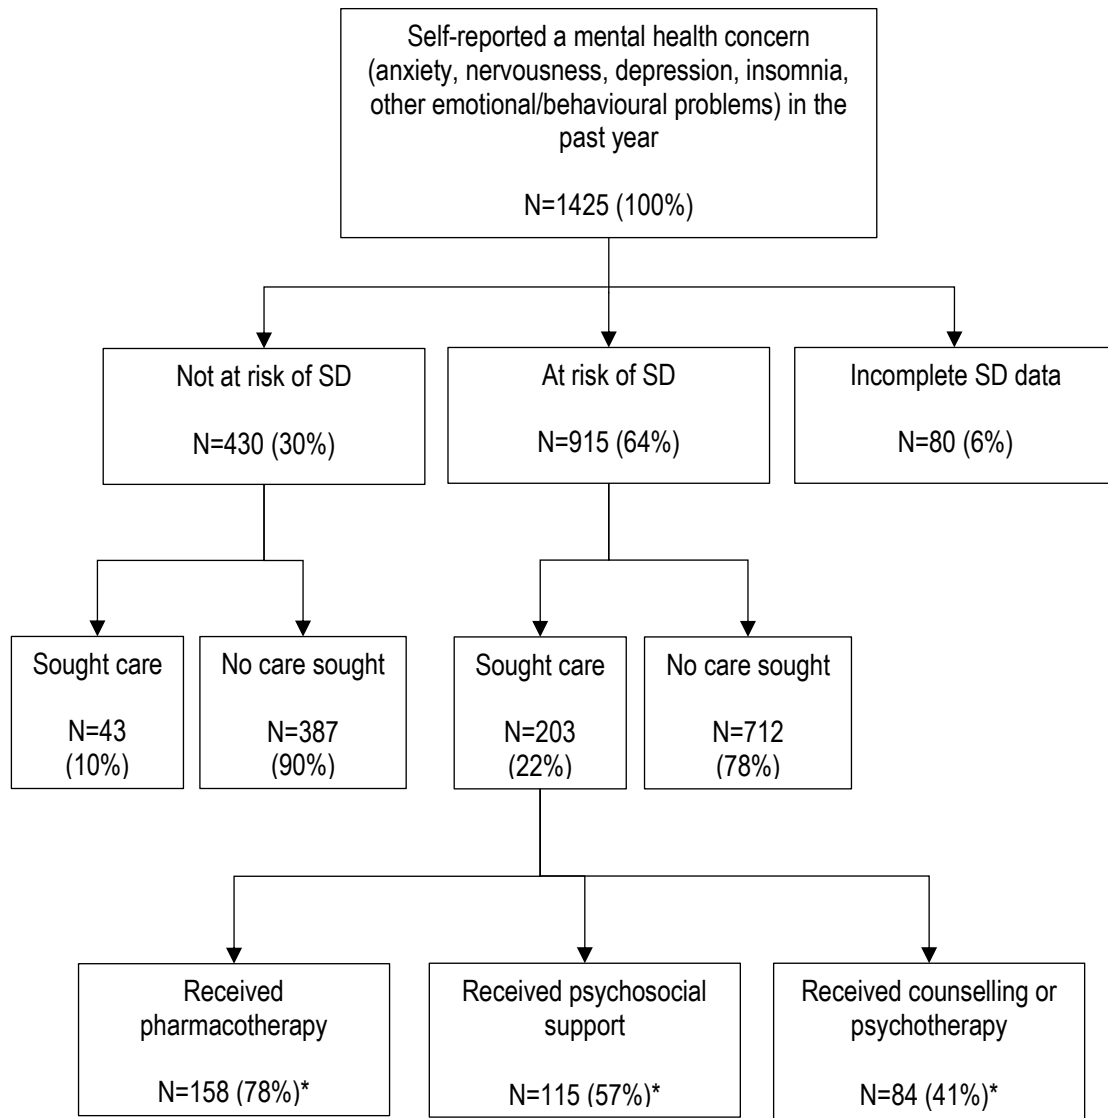 Self-reported a mental health concern
(anxiety, nervousness, depression, insomnia,
other emotional/behavioural problems) in the
past year
N=1425 (100%)
Not at risk of SD
N=430 (30%)
At risk of SD
N=915 (64%)
Incomplete SD data
N=80 (6%)
Sought care
N=43
(10%)
No care sought
N=387
(90%)
Sought care
N=203
(22%)
No care sought
N=712
(78%)
Received
pharmacotherapy
N=158 (78%)*
Received psychosocial
support
N=115 (57%)*
Received counselling or
psychotherapy
N=84 (41%)*